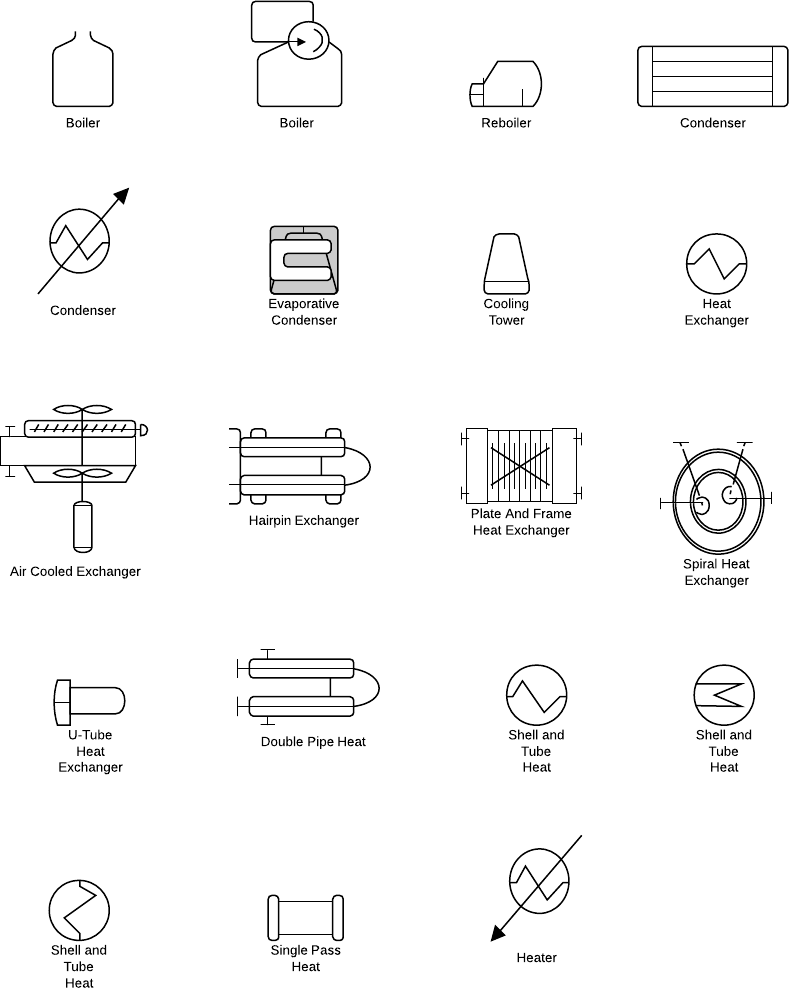 Boiler
Boiler
Reboiler
Condenser
Condenser
Evaporative
Condenser
Cooling
Tower
Heat
Exchanger
Air Cooled Exchanger
Hairpin Exchanger
Plate And Frame
Heat Exchanger
Spiral Heat
Exchanger
U-Tube
Heat
Exchanger
Double Pipe Heat
Shell and
Tube
Heat
Shell and
Tube
Heat
Shell and
Tube
Heat
Single Pass
Heat
Heater